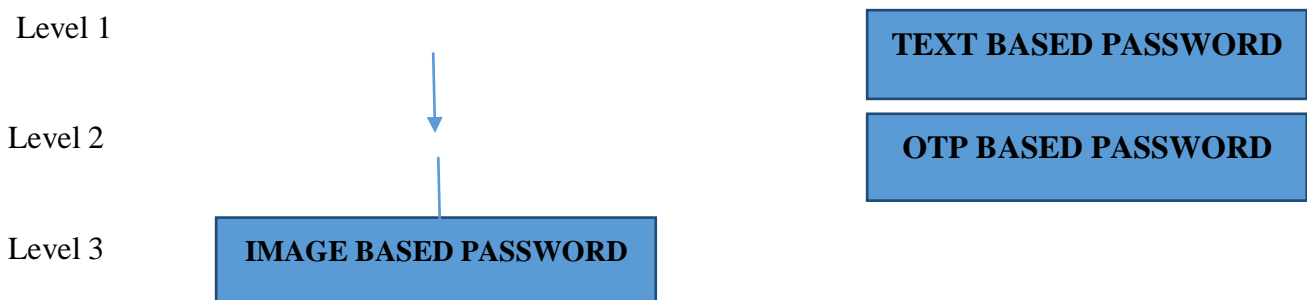 Level 1
TEXT BASED PASSWORD
Level 2
OTP BASED PASSWORD
Level 3
IMAGE BASED PASSWORD